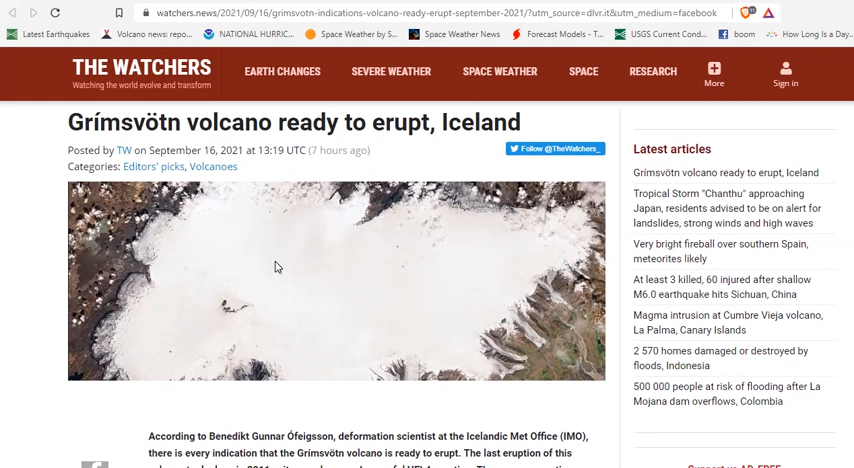 watchers.news/2021/09/16/grimsvotn-indications-volcano-ready-erupt-september-2021/?utm_source=dlvr.it&utm_medium=facebook
Latest Earthquakes
Volcano news: repo...
NATIONAL HURRIC...
Space Weather by S...
Space Weather News
Forecast Models - T...
USGS Current Cond...
boom
How Long Is a Day...
THE WATCHERS
Watching the world evolve and transform
EARTH CHANGES
SEVERE WEATHER
SPACE WEATHER
SPACE
RESEARCH
More
Sign in
Grímsvötn volcano ready to erupt, Iceland
Posted by TW on September 16, 2021 at 13:19 UTC (7 hours ago)
Follow @TheWatchers_
Categories: Editors' picks, Volcanoes
According to Benedikt Gunnar Ófeigsson, deformation scientist at the Icelandic Met Office (IMO),
there is every indication that the Grímsvötn volcano is ready to erupt. The last eruption of this
Latest articles
Grímsvötn volcano ready to erupt, Iceland
Tropical Storm "Chanthu" approaching
Japan, residents advised to be on alert for
landslides, strong winds and high waves
Very bright fireball over southern Spain,
meteorites likely
At least 3 killed, 60 injured after shallow
M6.0 earthquake hits Sichuan, China
Magma intrusion at Cumbre Vieja volcano,
La Palma, Canary Islands
2 570 homes damaged or destroyed by
floods, Indonesia
500 000 people at risk of flooding after La
Mojana dam overflows, Colombia
Support us AD-FREE